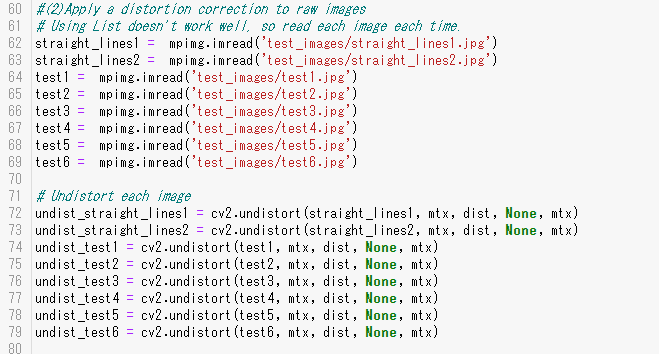 60 #(2)Apply a distortion correction to raw images
61 # Using List doesn't work well, so read each image each time.
62 straight_lines1 =  mpimg.imread('test_images/straight_lines1.jpg')
63 straight_lines2 =  mpimg.imread('test_images/straight_lines2.jpg')
64 test1 =  mpimg.imread('test_images/test1.jpg')
65 test2 =  mpimg.imread('test_images/test2.jpg')
66 test3 =  mpimg.imread('test_images/test3.jpg')
67 test4 =  mpimg.imread('test_images/test4.jpg')
68 test5 =  mpimg.imread('test_images/test5.jpg')
69 test6 =  mpimg.imread('test_images/test6.jpg')
70
71 # Undistort each image
72 undist_straight_lines1 = cv2.undistort(straight_lines1, mtx, dist, None, mtx)
73 undist_straight_lines2 = cv2.undistort(straight_lines2, mtx, dist, None, mtx)
74 undist_test1 = cv2.undistort(test1, mtx, dist, None, mtx)
75 undist_test2 = cv2.undistort(test2, mtx, dist, None, mtx)
76 undist_test3 = cv2.undistort(test3, mtx, dist, None, mtx)
77 undist_test4 = cv2.undistort(test4, mtx, dist, None, mtx)
78 undist_test5 = cv2.undistort(test5, mtx, dist, None, mtx)
79 undist_test6 = cv2.undistort(test6, mtx, dist, None, mtx)
80